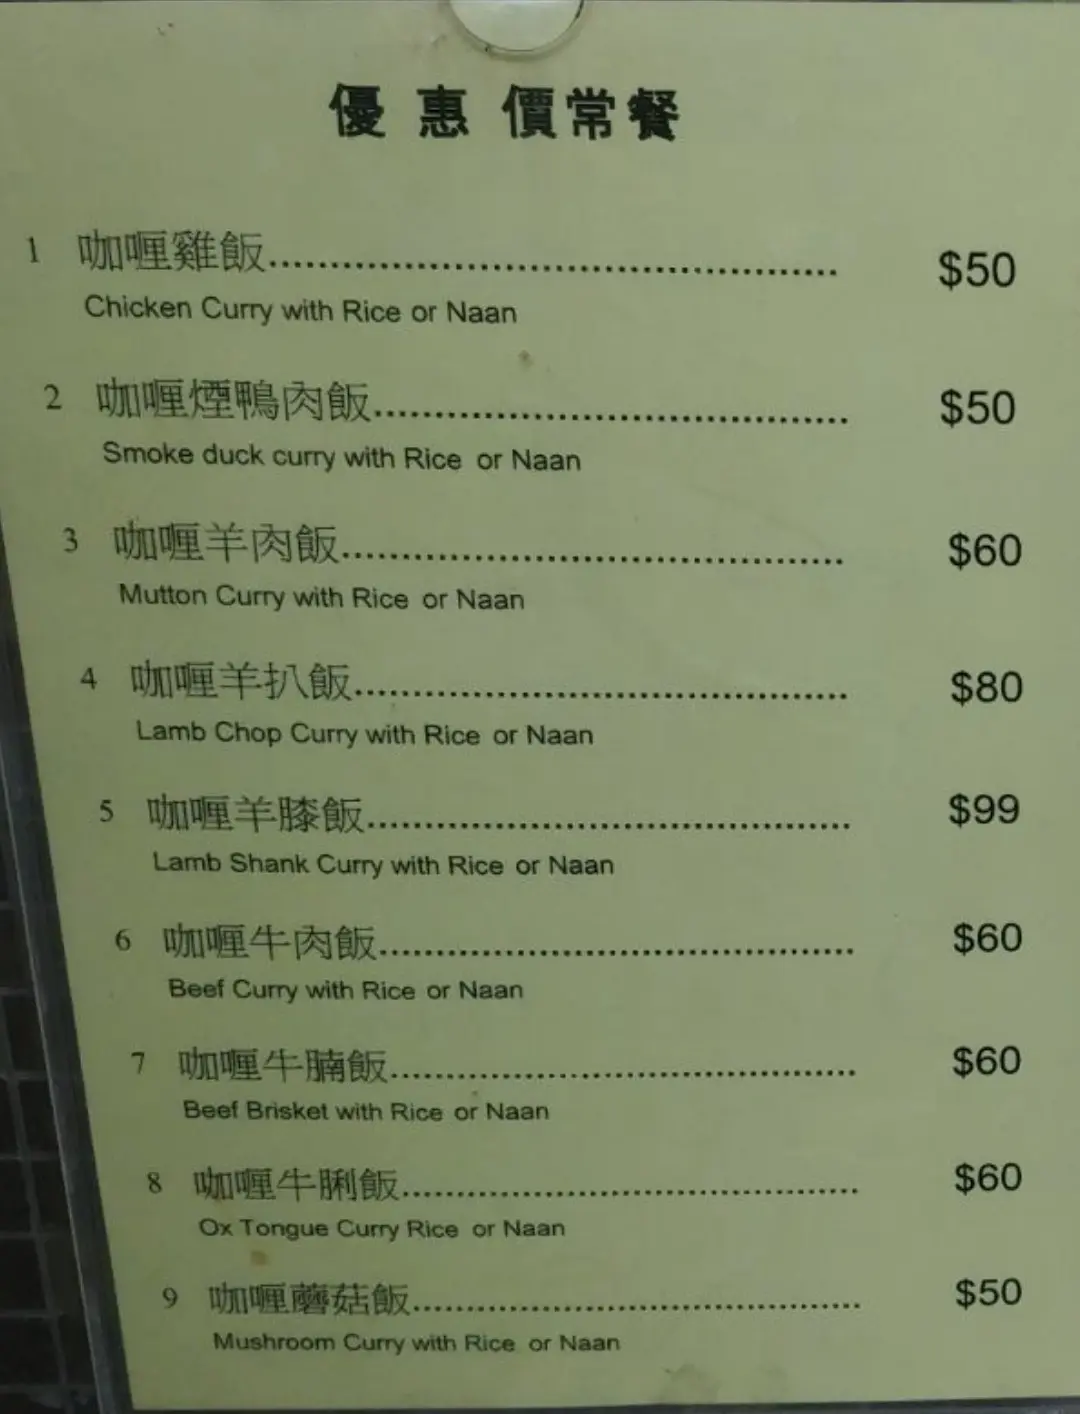 優惠價常餐
1 咖喱雞飯 $50
Chicken Curry with Rice or Naan
2 咖喱煙鴨肉飯 $50
Smoke duck curry with Rice or Naan
3 咖喱羊肉飯 $60
Mutton Curry with Rice or Naan
4 咖喱羊扒飯 $80
Lamb Chop Curry with Rice or Naan
5 咖喱羊膝飯 $99
Lamb Shank Curry with Rice or Naan
6 咖喱牛肉飯 $60
Beef Curry with Rice or Naan
7 咖喱牛腩飯 $60
Beef Brisket with Rice or Naan
8 咖喱牛脷飯 $60
Ox Tongue Curry Rice or Naan
9 咖喱蘑菇飯 $50
Mushroom Curry with Rice or Naan